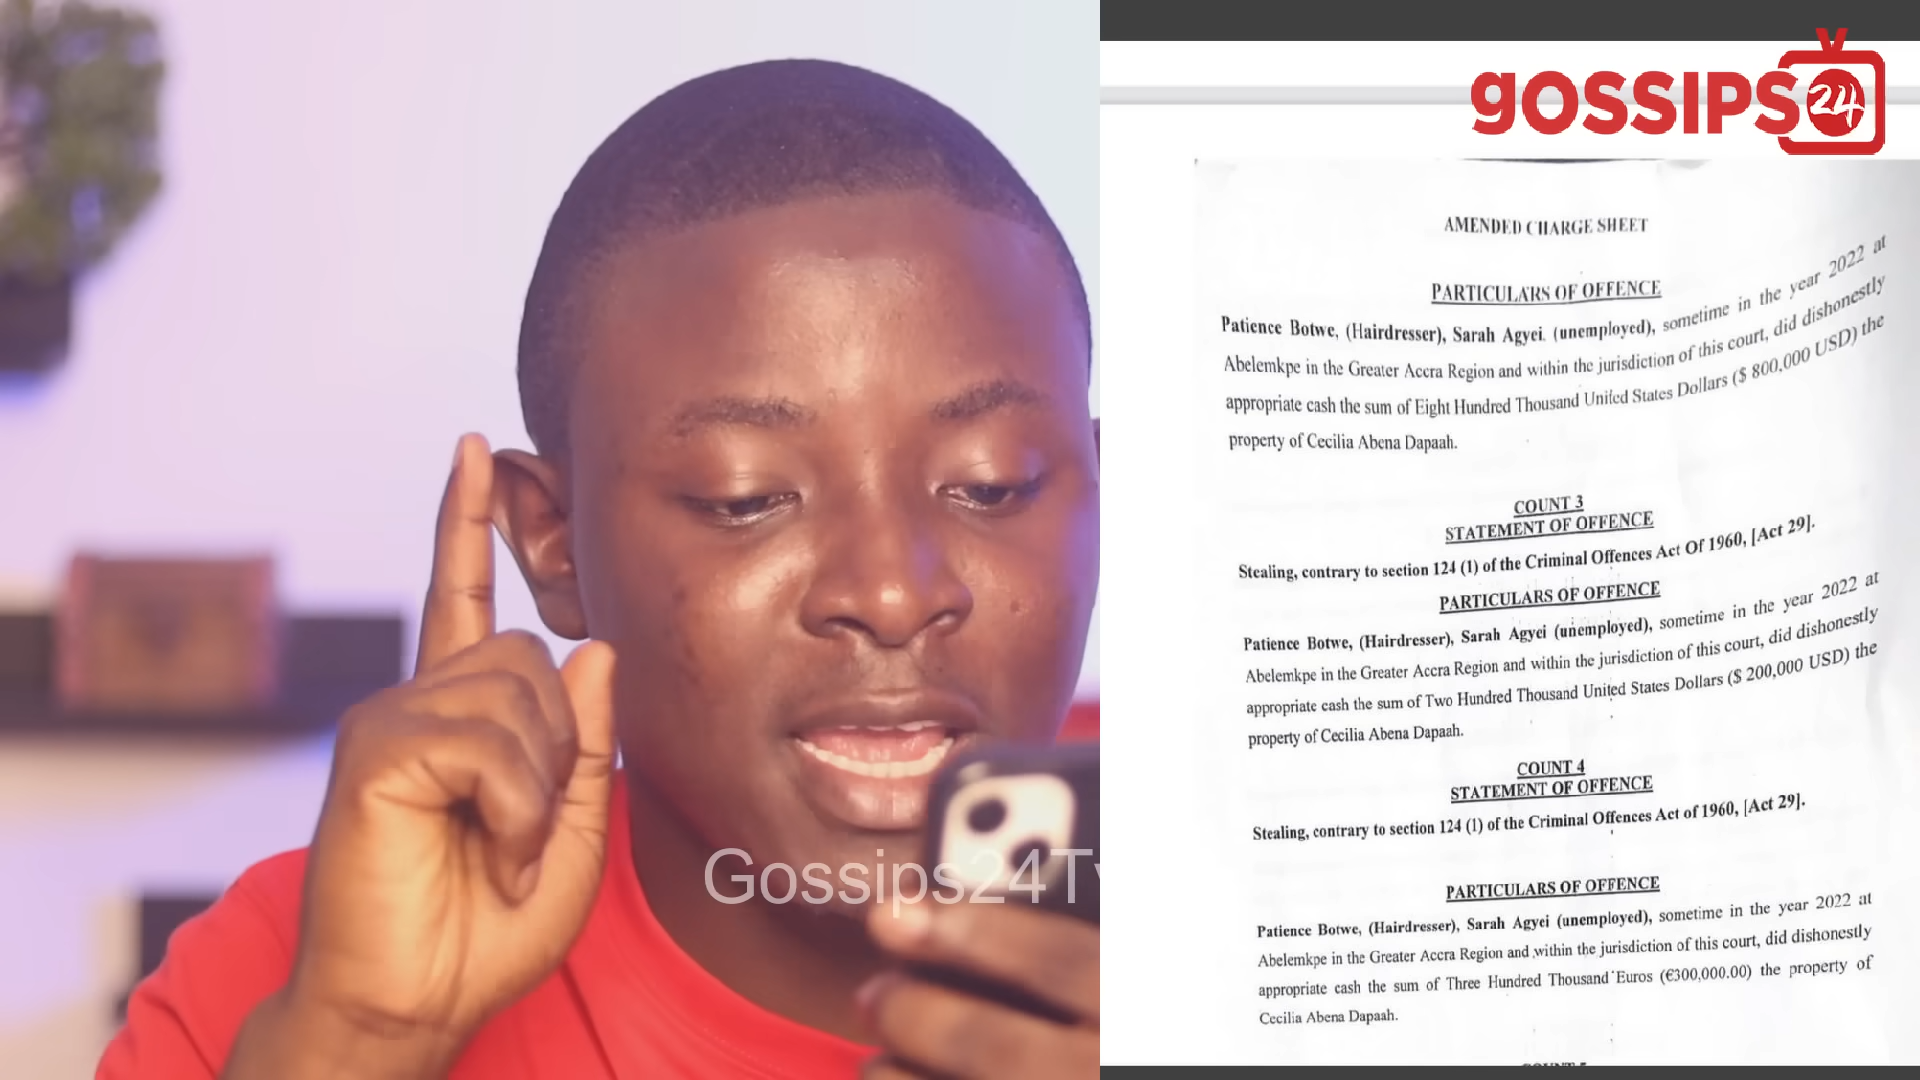 gOSSIPS24
AMENDED CHARGE SHEET
PARTICULARS OF OFFENCE
Patience Botwe, (Hairdresser), Sarah Agyei. (unemployed), sometime in the year 2022 at
Abelemkpe in the Greater Accra Region and within the jurisdiction of this court, did dishonestly
appropriate cash the sum of Eight Hundred Thousand United States Dollars ($ 800,000 USD) the
property of Cecilia Abena Dapaah.
COUNT 3
STATEMENT OF OFFENCE
Stealing, contrary to section 124 (1) of the Criminal Offences Act Of 1960, [Act 29].
PARTICULARS OF OFFENCE
Patience Botwe, (Hairdresser), Sarah Agyei (unemployed), sometime in the year 2022 at
Abelemkpe in the Greater Accra Region and within the jurisdiction of this court, did dishonestly
appropriate cash the sum of Two Hundred Thousand United States Dollars ($ 200,000 USD) the
property of Cecilia Abena Dapaah.
COUNT 4
STATEMENT OF OFFENCE
Stealing, contrary to section 124 (1) of the Criminal Offences Act of 1960, [Act 29].
PARTICULARS OF OFFENCE
Patience Botwe, (Hairdresser), Sarah Agyei (unemployed), sometime in the year 2022 at
Abelemkpe in the Greater Accra Region and within the jurisdiction of this court, did dishonestly
appropriate cash the sum of Three Hundred Thousand Euros (€300,000.00) the property of
Cecilia Abena Dapaah.
Gossips24Tv